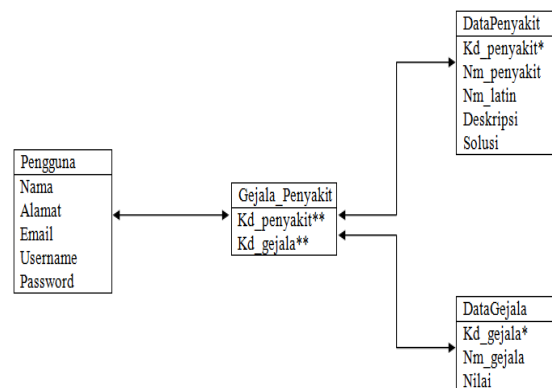 DataPenyakit
Kd_penyakit*
Nm_penyakit
Nm_latin
Deskripsi
Solusi
Pengguna
Nama
Alamat
Email
Username
Password
Gejala_Penyakit
Kd_penyakit**
Kd_gejala**
DataGejala
Kd_gejala*
Nm_gejala
Nilai